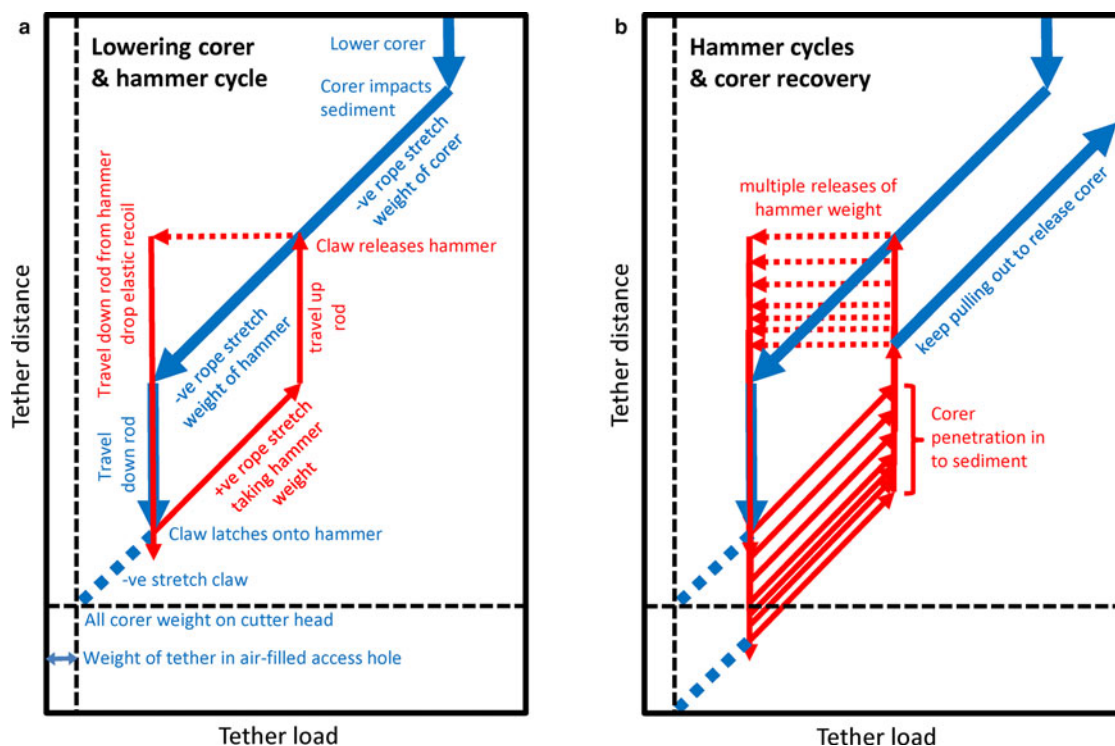 a
Lowering corer
& hammer cycle
Lower corer
Corer impacts
sediment
-ve rope stretch
weight of corer
Claw releases hammer
Travel down rod from hammer
drop elastic recoil
travel up
rod
-ve rope stretch
weight of hammer
Travel
down rod
+ve rope stretch
taking hammer
weight
Claw latches onto hammer
-ve stretch claw
All corer weight on cutter head
Weight of tether in air-filled access hole
Tether distance
Tether load
b
Hammer cycles
& corer recovery
multiple releases of
hammer weight
keep pulling out to release corer
Corer
penetration in
to sediment
Tether distance
Tether load